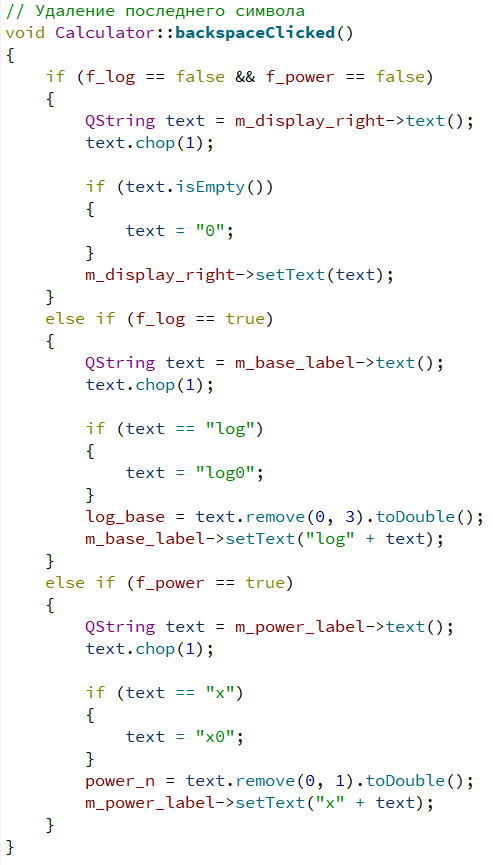 // Удаление последнего символа
void Calculator::backspaceClicked()
{
    if (f_log == false && f_power == false)
    {
        QString text = m_display_right->text();
        text.chop(1);

        if (text.isEmpty())
        {
            text = "0";
        }
        m_display_right->setText(text);
    }
    else if (f_log == true)
    {
        QString text = m_base_label->text();
        text.chop(1);

        if (text == "log")
        {
            text = "log0";
        }
        log_base = text.remove(0, 3).toDouble();
        m_base_label->setText("log" + text);
    }
    else if (f_power == true)
    {
        QString text = m_power_label->text();
        text.chop(1);

        if (text == "x")
        {
            text = "x0";
        }
        power_n = text.remove(0, 1).toDouble();
        m_power_label->setText("x" + text);
    }
}